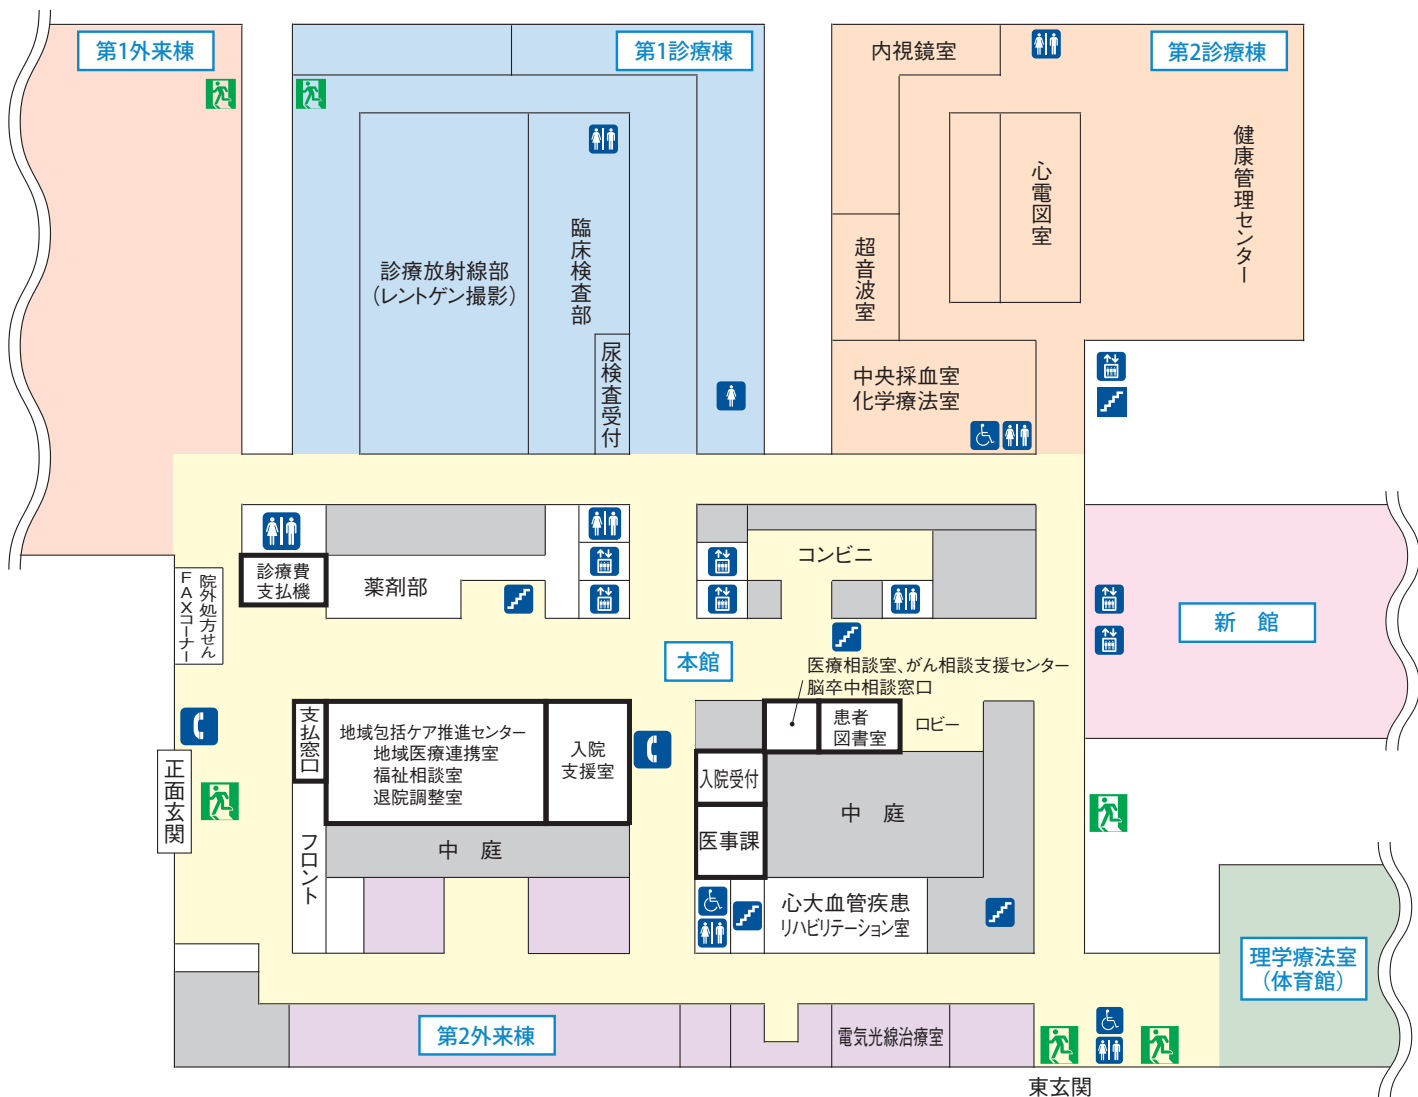 第1外来棟
第1診療棟
第2診療棟
内視鏡室
健康管理センター
心電図室
臨床検査部
超音波室
診療放射線部
(レントゲン撮影)
尿検査受付
中央採血室
化学療法室
コンビニ
診療費
支払機
薬剤部
院外処方せん
FAXコーナー
新 館
本館
医療相談室、がん相談支援センター
脳卒中相談窓口
支払窓口
地域包括ケア推進センター
地域医療連携室
福祉相談室
退院調整室
入院
支援室
患者
図書室
ロビー
正面玄関
入院受付
中 庭
医事課
フロント
中 庭
心大血管疾患
リハビリテーション室
理学療法室
(体育館)
第2外来棟
電気光線治療室
東玄関